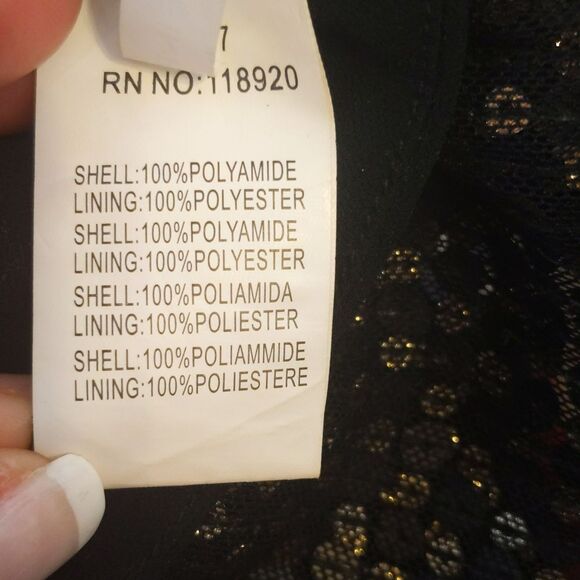 7
RN NO:118920
SHELL:100%POLYAMIDE
LINING:100%POLYESTER
SHELL:100%POLYAMIDE
LINING:100%POLYESTER
SHELL:100%POLIAMIDA
LINING:100%POLIESTER
SHELL:100%POLIAMMIDE
LINING:100%POLIESTERE